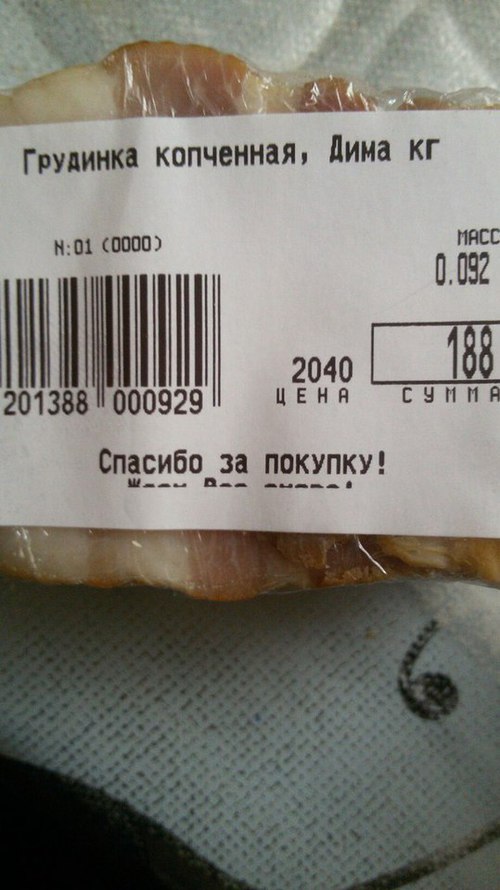 Грудинка копченная, Дима кг
N:01 (0000)
МАСС
0.092
188
2040
ЦЕНА
СУММА
201388 000929
Спасибо за покупку!